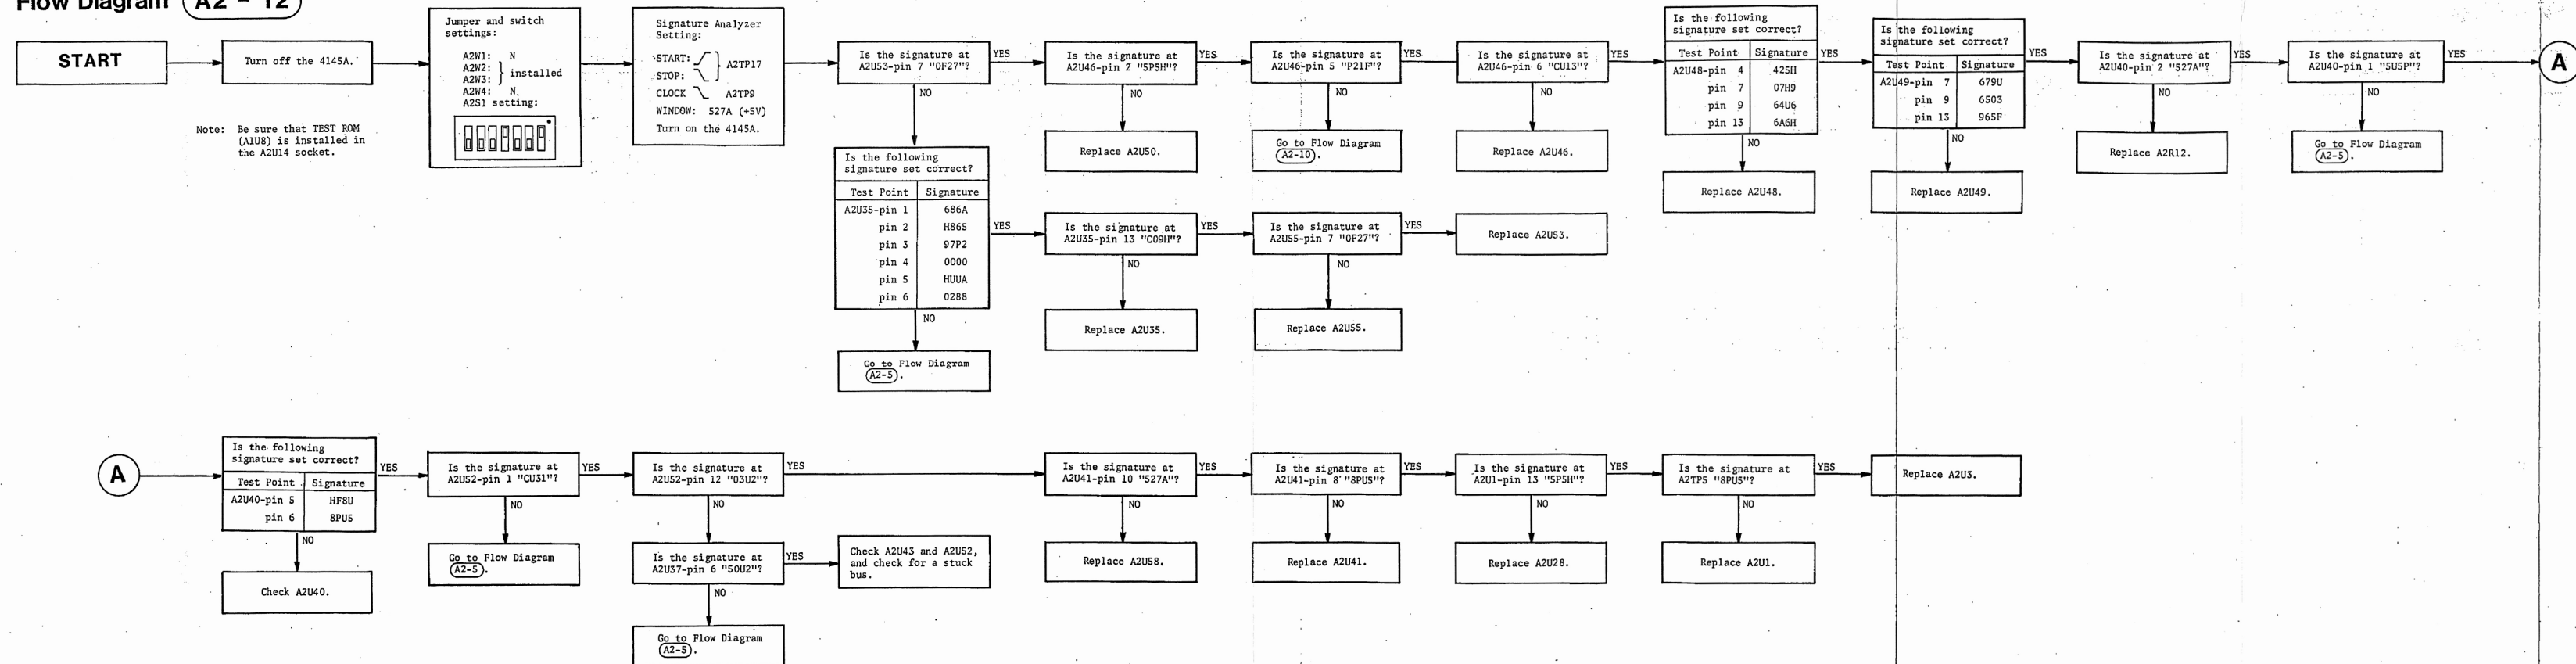 Flow Diagram A2 - 12
START
Turn off the 4145A.
Note: Be sure that TEST ROM
(A1U8) is installed in
the A2U14 socket.
Jumper and switch
settings:
A2W1: N
A2W2:
A2W3: installed
A2W4: N
A2S1 setting:
Signature Analyzer
Setting:
START:
STOP:
A2TP17
CLOCK A2TP9
WINDOW: 527A (+5V)
Turn on the 4145A.
Is the signature at
A2U53-pin 7 "0F27"?
YES
NO
Is the signature at
A2U46-pin 2 "5P5H"?
YES
NO
Replace A2U50.
Is the signature at
A2U46-pin 5 "P21F"?
YES
NO
Go to Flow Diagram
A2-10.
Is the signature at
A2U46-pin 6 "CU13"?
YES
NO
Replace A2U46.
Is the following
signature set correct?
Test Point Signature
A2U48-pin 4 425H
pin 7 07H9
pin 9 64U6
pin 13 6A6H
YES
NO
Replace A2U48.
Is the following
signature set correct?
Test Point Signature
A2U49-pin 7 679U
pin 9 6503
pin 13 965F
YES
NO
Replace A2U49.
Is the signature at
A2U40-pin 2 "527A"?
YES
NO
Replace A2R12.
Is the signature at
A2U40-pin 1 "5U5P"?
YES
NO
Go to Flow Diagram
A2-5.
A
Is the following
signature set correct?
Test Point Signature
A2U35-pin 1 686A
pin 2 H865
pin 3 97P2
pin 4 0000
pin 5 HUUA
pin 6 0288
YES
NO
Go to Flow Diagram
A2-5.
Is the signature at
A2U35-pin 13 "C09H"?
YES
NO
Replace A2U35.
Is the signature at
A2U55-pin 7 "0F27"?
YES
NO
Replace A2U55.
Replace A2U53.
A
Is the following
signature set correct?
Test Point Signature
A2U40-pin 5 HF8U
pin 6 8PU5
YES
NO
Check A2U40.
Is the signature at
A2U52-pin 1 "CU31"?
YES
NO
Go to Flow Diagram
A2-5.
Is the signature at
A2U52-pin 12 "03U2"?
YES
NO
Is the signature at
A2U37-pin 6 "50U2"?
YES
NO
Go to Flow Diagram
A2-5.
Check A2U43 and A2U52,
and check for a stuck
bus.
Is the signature at
A2U41-pin 10 "527A"?
YES
NO
Replace A2U58.
Is the signature at
A2U41-pin 8 "8PU5"?
YES
NO
Replace A2U41.
Is the signature at
A2U1-pin 13 "5P5H"?
YES
NO
Replace A2U28.
Is the signature at
A2TP5 "8PU5"?
YES
NO
Replace A2U1.
Replace A2U3.